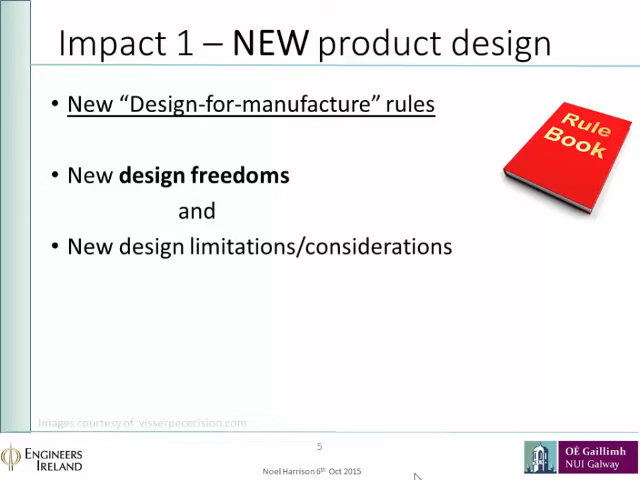 Impact 1 – NEW product design
• New “Design-for-manufacture” rules
Rule
Book
• New design freedoms
and
• New design limitations/considerations
Images courtesy of visserpecerision.com
5
ENGINEERS
IRELAND
Noel Harrison 6th Oct 2015
OÉ Gaillimh
NUI Galway